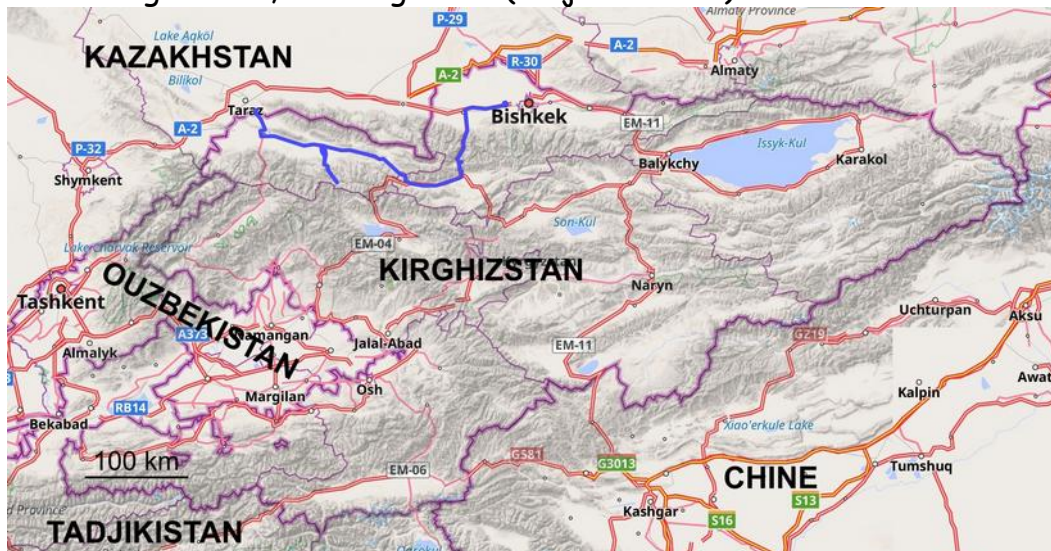 Lake Aqköl
KAZAKHSTAN
Bilikol
P-29
A-2
Almaty Province
R-30
A-2
Almaty
Taraz
Bishkek
A-2
EM-11
P-32
Shymkent
Balykchy
Issyk-Kul
Karakol
Son-Kul
EM-04
KIRGHIZSTAN
Naryn
Tashkent
OUZBEKISTAN
A373
Namangan
Jalal-Abad
Almalyk
EM-11
Uchturpan
Aksu
G219
Osh
Margilan
RB14
Bekabad
Kalpin
Awat
Xiao'erkule Lake
100 km
EM-06
G581
G3013
CHINE
Tumshuq
S13
Kashgar
S16
TADJIKISTAN